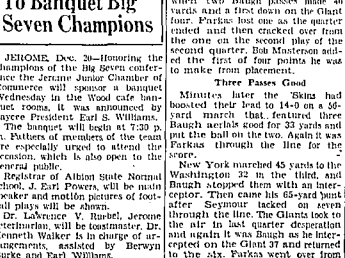 To Banquet Big
Seven Champions
JEROME, Dec. 20—Honoring the
champions of the Big Seven confer-
ence the Jerome Junior Chamber of
Commerce will sponsor a banquet
Wednesday in the Wood cafe ban-
quet rooms, it was announced by
Jaycee President Earl S. Williams.
The banquet will begin at 7:30 p.
m. Fathers of members of the team
are especially urged to attend the
occasion, which is also open to the
general public.
Registrar of Albion State Normal
school, J. Earl Powers, will be main
speaker and motion pictures of foot-
ball plays will be shown.
Dr. Lawrence V. Ruebel, Jerome
veterinarian, will be toastmaster. Dr.
Kenneth Walker is in charge of ar-
rangements, assisted by Berwyn
Burke and Earl Williams.
when two Baugh passes made 40
yards and a first down on the Giant
four. Farkas lost one as the quarter
ended and then cracked over from
the one on the second play of the
second quarter. Bob Masterson add-
ed the first of four points he was
to make from placement.
Three Passes Good
Minutes later the 'Skins had
boosted their lead to 14-0 on a 56-
yard march that featured three
Baugh aerials good for 33 yards and
put the ball on the two. Again it was
Farkas through the line for the
score.
New York marched 45 yards to the
Washington 32 in the third, and
Baugh stopped them with an inter-
ceptor. Then came his 65-yard punt
after Seymour tacked on seven
through the line. The Giants took to
the air in last quarter desperation
and again it was Baugh as he inter-
cepted on the Giant 37 and returned
to the six. Farkas went over from